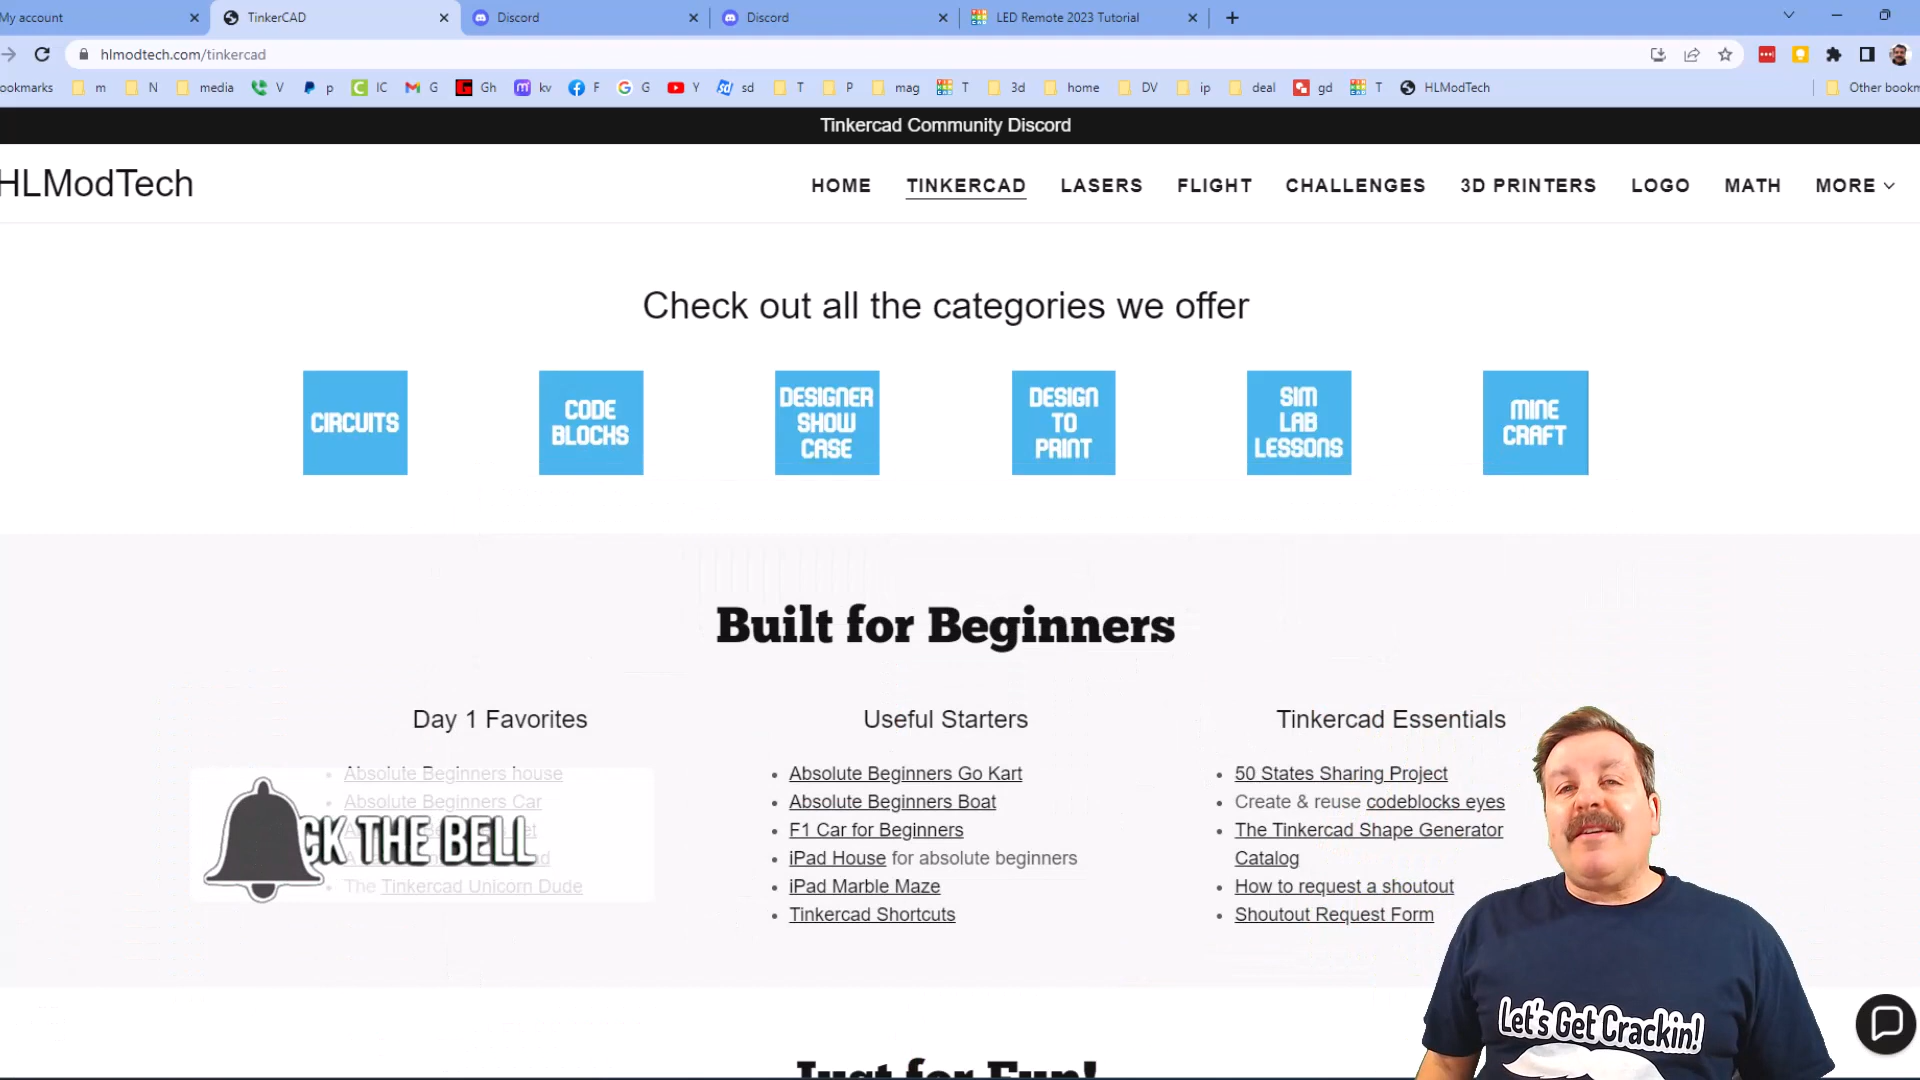 My account
TinkerCAD
Discord
Discord
LED Remote 2023 Tutorial
hlmodtech.com/tinkercad
ookmarks m N media V p IC G Gh kv F G Y sd T P mag T 3d home DV ip deal gd T HLModTech Other bookm
Tinkercad Community Discord
HLModTech
HOME TINKERCAD LASERS FLIGHT CHALLENGES 3D PRINTERS LOGO MATH MORE
Check out all the categories we offer
CIRCUITS
CODE
BLOCKS
DESIGNER
SHOW
CASE
DESIGN
TO
PRINT
SIM
LAB
LESSONS
MINE
CRAFT
Built for Beginners
Day 1 Favorites
Absolute Beginners house
Absolute Beginners Car
CK THE BELL
The Tinkercad Unicorn Dude
Useful Starters
Absolute Beginners Go Kart
Absolute Beginners Boat
F1 Car for Beginners
iPad House for absolute beginners
iPad Marble Maze
Tinkercad Shortcuts
Tinkercad Essentials
50 States Sharing Project
Create & reuse codeblocks eyes
The Tinkercad Shape Generator
Catalog
How to request a shoutout
Shoutout Request Form
Let's Get Crackin!
Just for Fun!